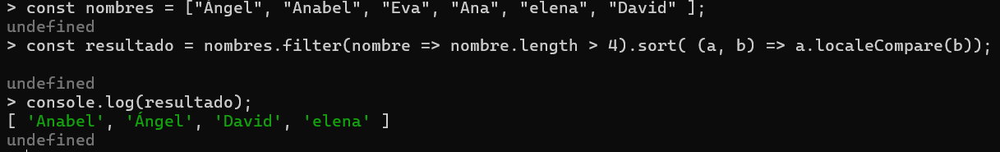 > const nombres = ["Ángel", "Anabel", "Eva", "Ana", "elena", "David" ];
undefined
> const resultado = nombres.filter(nombre => nombre.length > 4).sort( (a, b) => a.localeCompare(b));
undefined
> console.log(resultado);
[ 'Anabel', 'Ángel', 'David', 'elena' ]
undefined